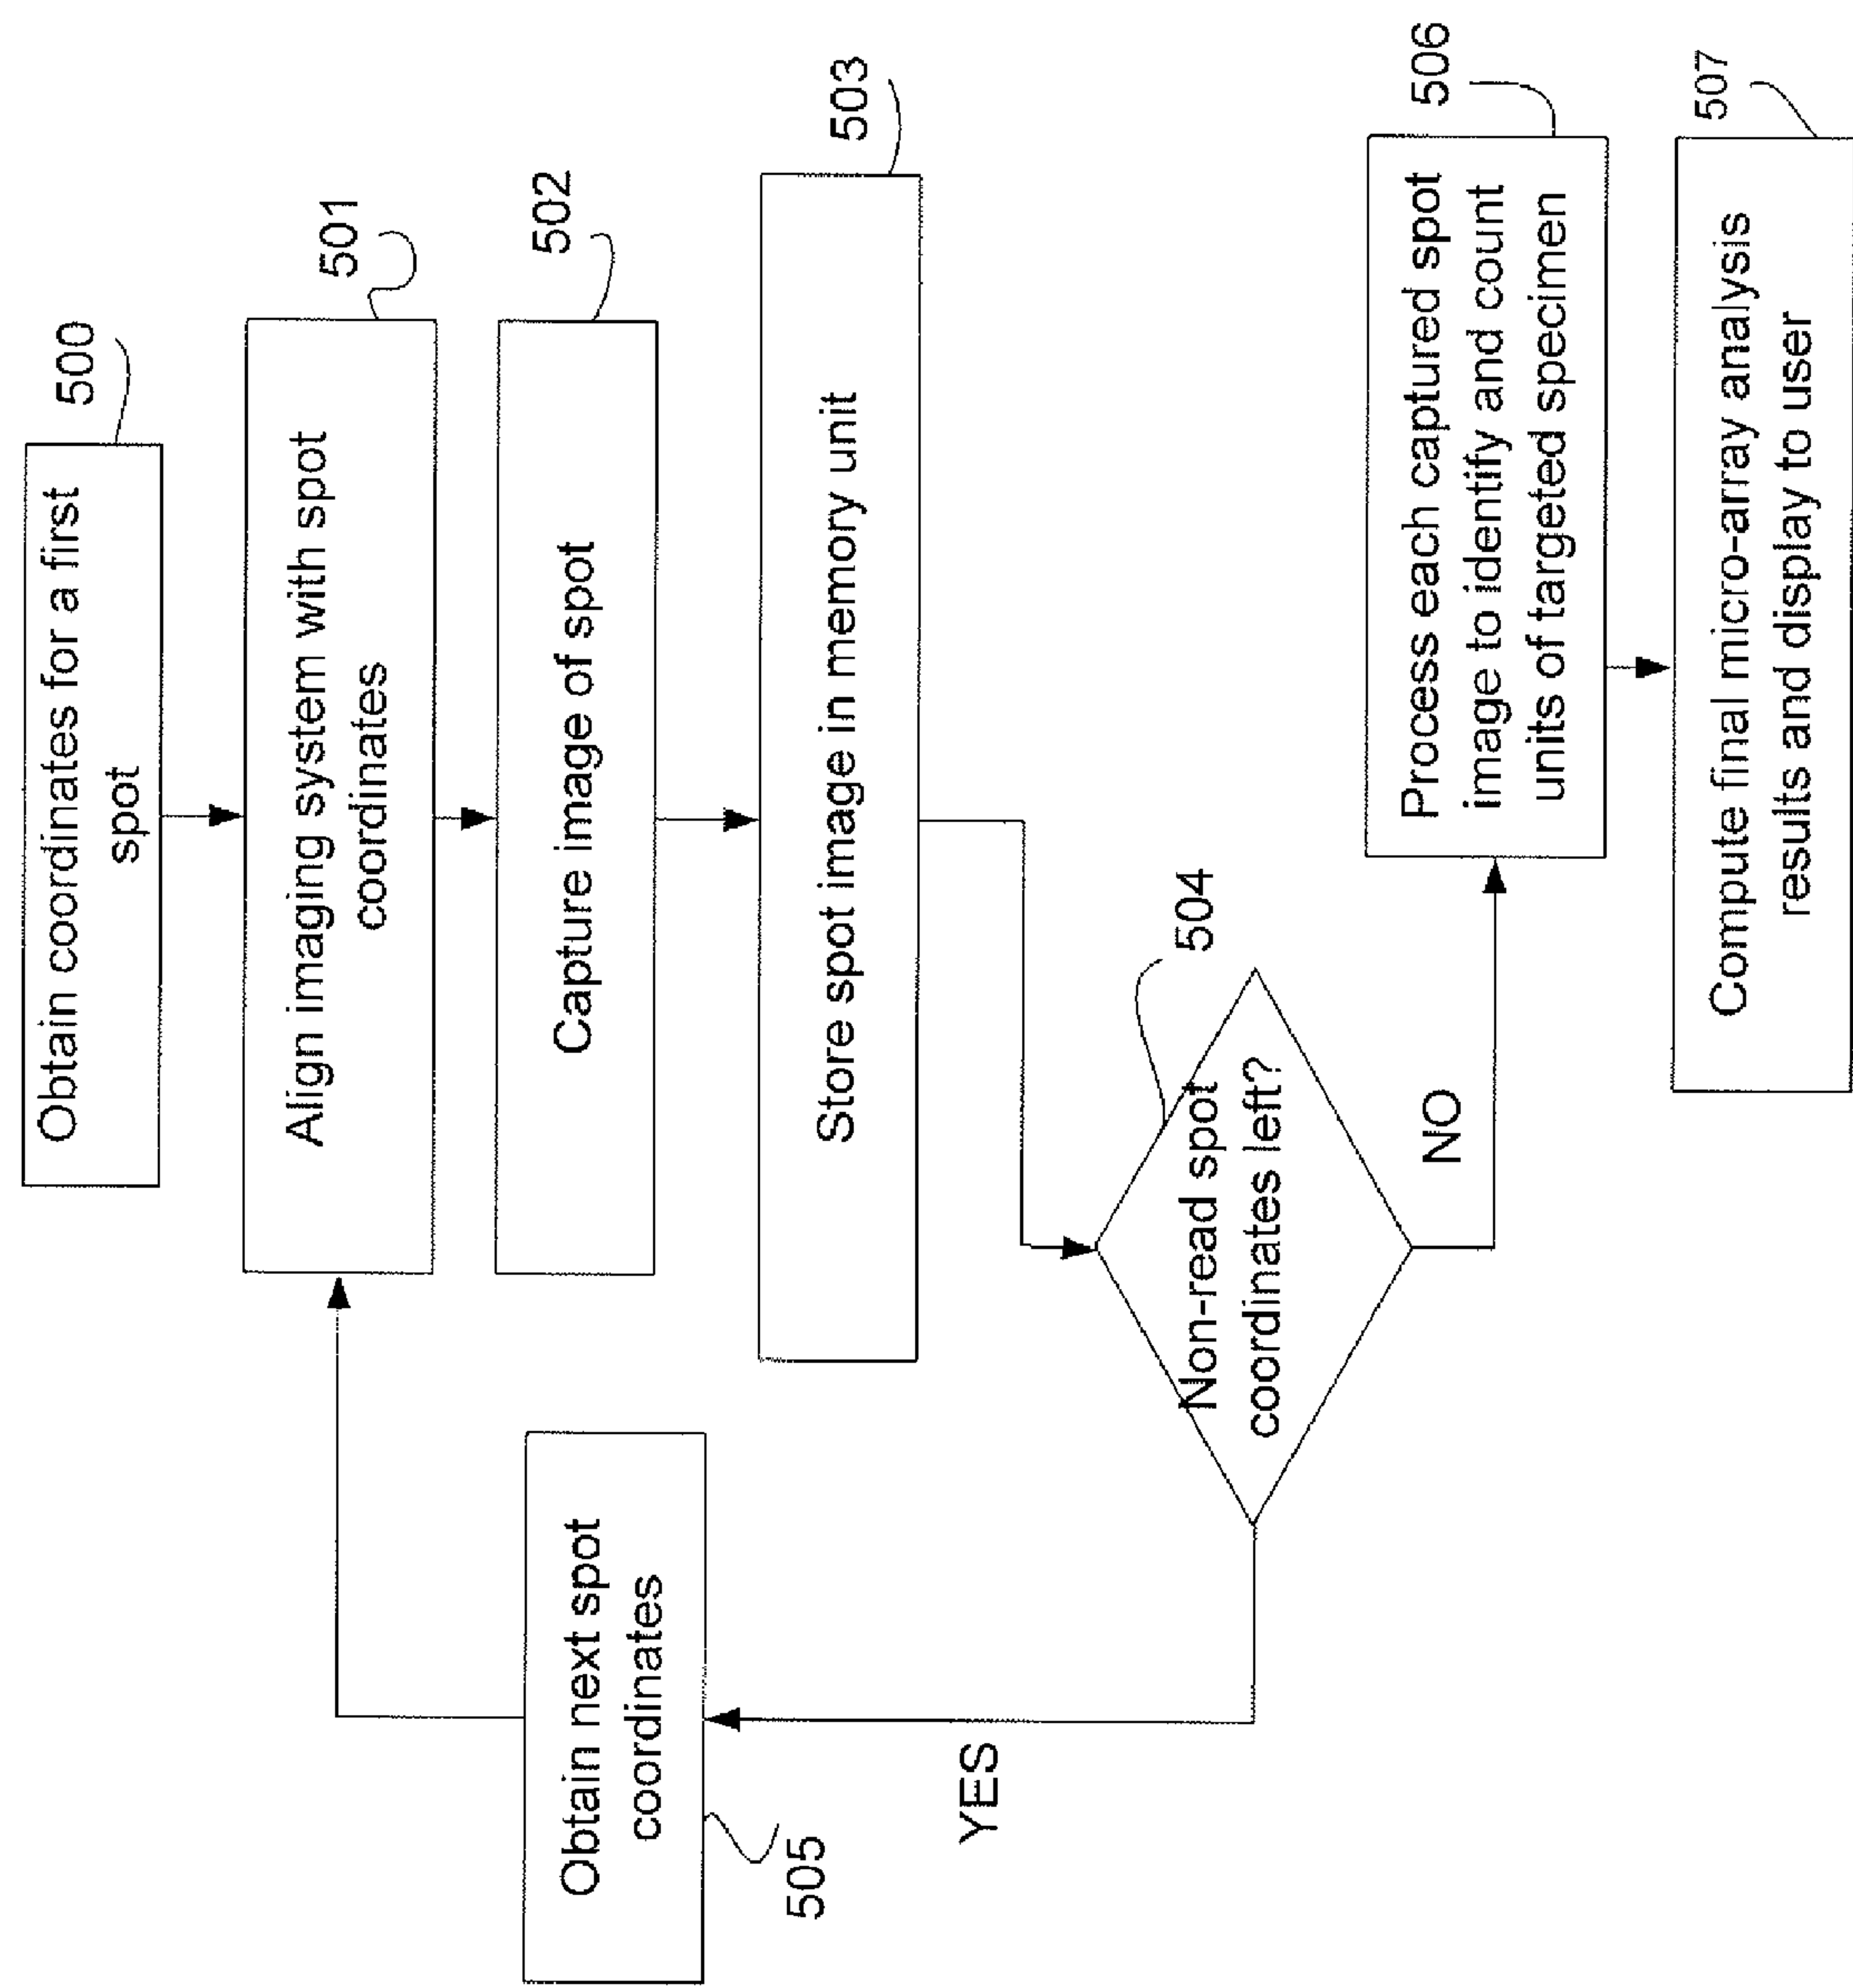 Obtain coordinates for a first
spot
500
Align imaging system with spot
coordinates
501
Capture image of spot
502
Store spot image in memory unit
503
Non-read spot
coordinates left?
504
YES
Obtain next spot
coordinates
505
NO
Process each captured spot
image to identify and count
units of targeted specimen
506
Compute final micro-array analysis
results and display to user
507